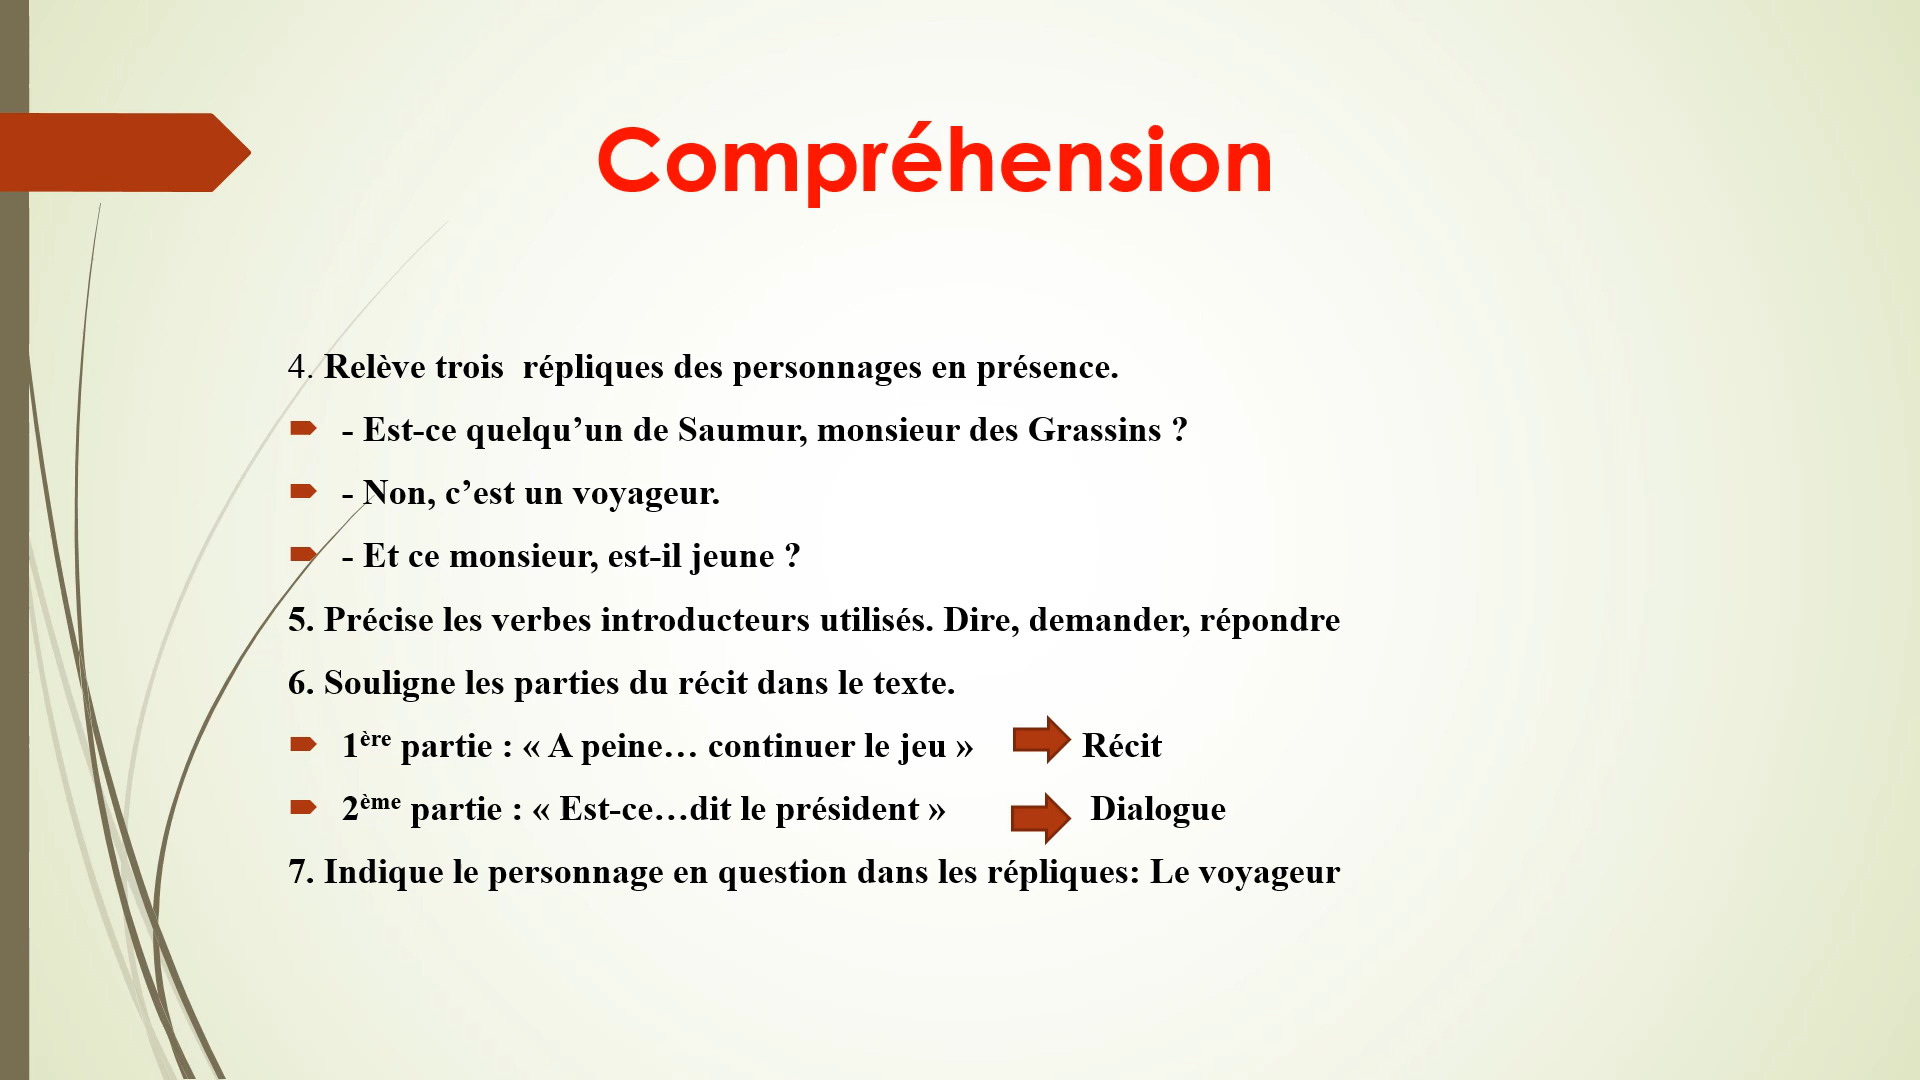 Compréhension
4. Relève trois  répliques des personnages en présence.
- Est-ce quelqu’un de Saumur, monsieur des Grassins ?
- Non, c’est un voyageur.
- Et ce monsieur, est-il jeune ?
5. Précise les verbes introducteurs utilisés. Dire, demander, répondre
6. Souligne les parties du récit dans le texte.
1ère partie : « A peine… continuer le jeu » Récit
2ème partie : « Est-ce…dit le président » Dialogue
7. Indique le personnage en question dans les répliques: Le voyageur